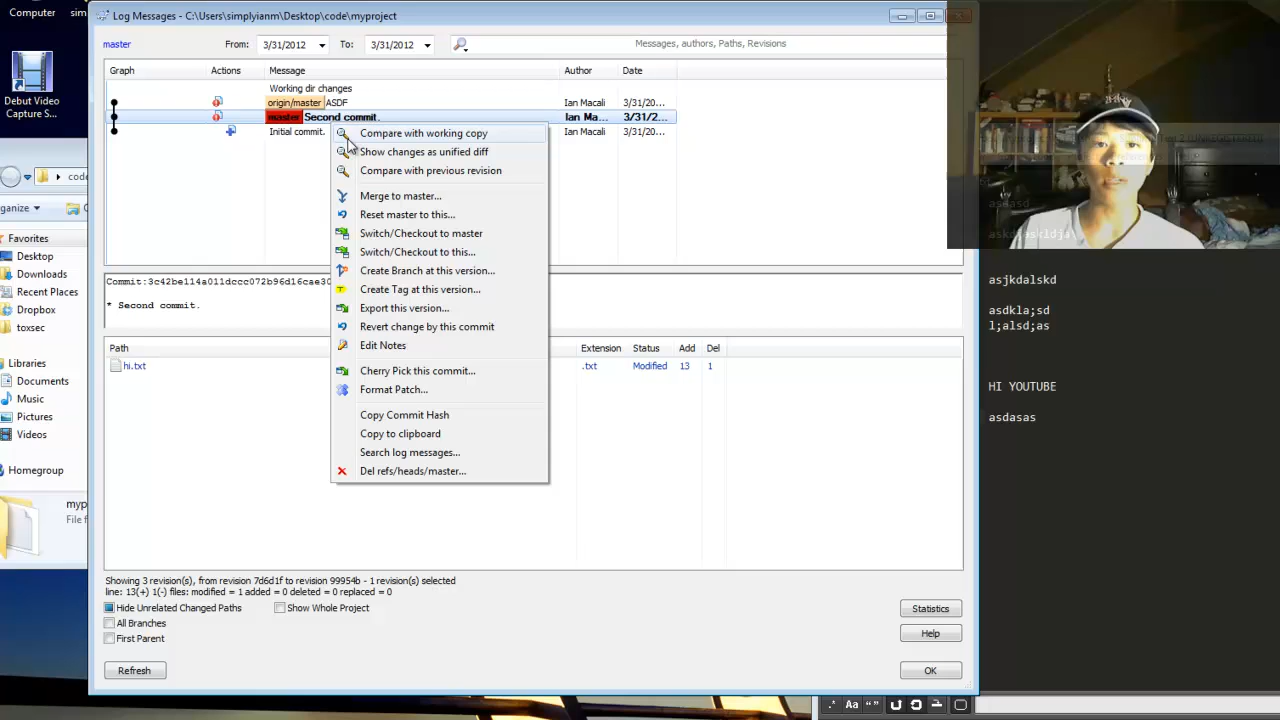 Computer
sim
Log Messages - C:\Users\simplyianm\Desktop\code\myproject
master
From:
3/31/2012
To:
3/31/2012
Messages, authors, Paths, Revisions
Graph
Actions
Message
Author
Date
Working dir changes
origin/master ASDF
Ian Macali
3/31/20...
master Second commit.
Ian Ma...
3/31/2...
Initial commit.
Ian Macali
3/31/20...
Debut Video
Capture S...
Compare with working copy
Show changes as unified diff
Compare with previous revision
Merge to master...
Reset master to this...
Switch/Checkout to master
Switch/Checkout to this...
Create Branch at this version...
Create Tag at this version...
Export this version...
Revert change by this commit
Edit Notes
Cherry Pick this commit...
Format Patch...
Copy Commit Hash
Copy to clipboard
Search log messages...
Del refs/heads/master...
code
ganize
Favorites
Desktop
Downloads
Recent Places
Dropbox
toxsec
Libraries
Documents
Music
Pictures
Videos
Homegroup
myp
File f
Commit:3c42be114a011dccc072b96d16cae30
* Second commit.
Path
Extension
Status
Add
Del
hi.txt
.txt
Modified
13
1
asdasd
asjkdalskd
asdkla;sd
l;alsd;as
HI YOUTUBE
asdasas
Showing 3 revision(s), from revision 7d6d1f to revision 99954b - 1 revision(s) selected
line: 13(+) 1(-) files: modified = 1 added = 0 deleted = 0 replaced = 0
Hide Unrelated Changed Paths
Show Whole Project
All Branches
First Parent
Statistics
Help
Refresh
OK
.* Aa “ ”